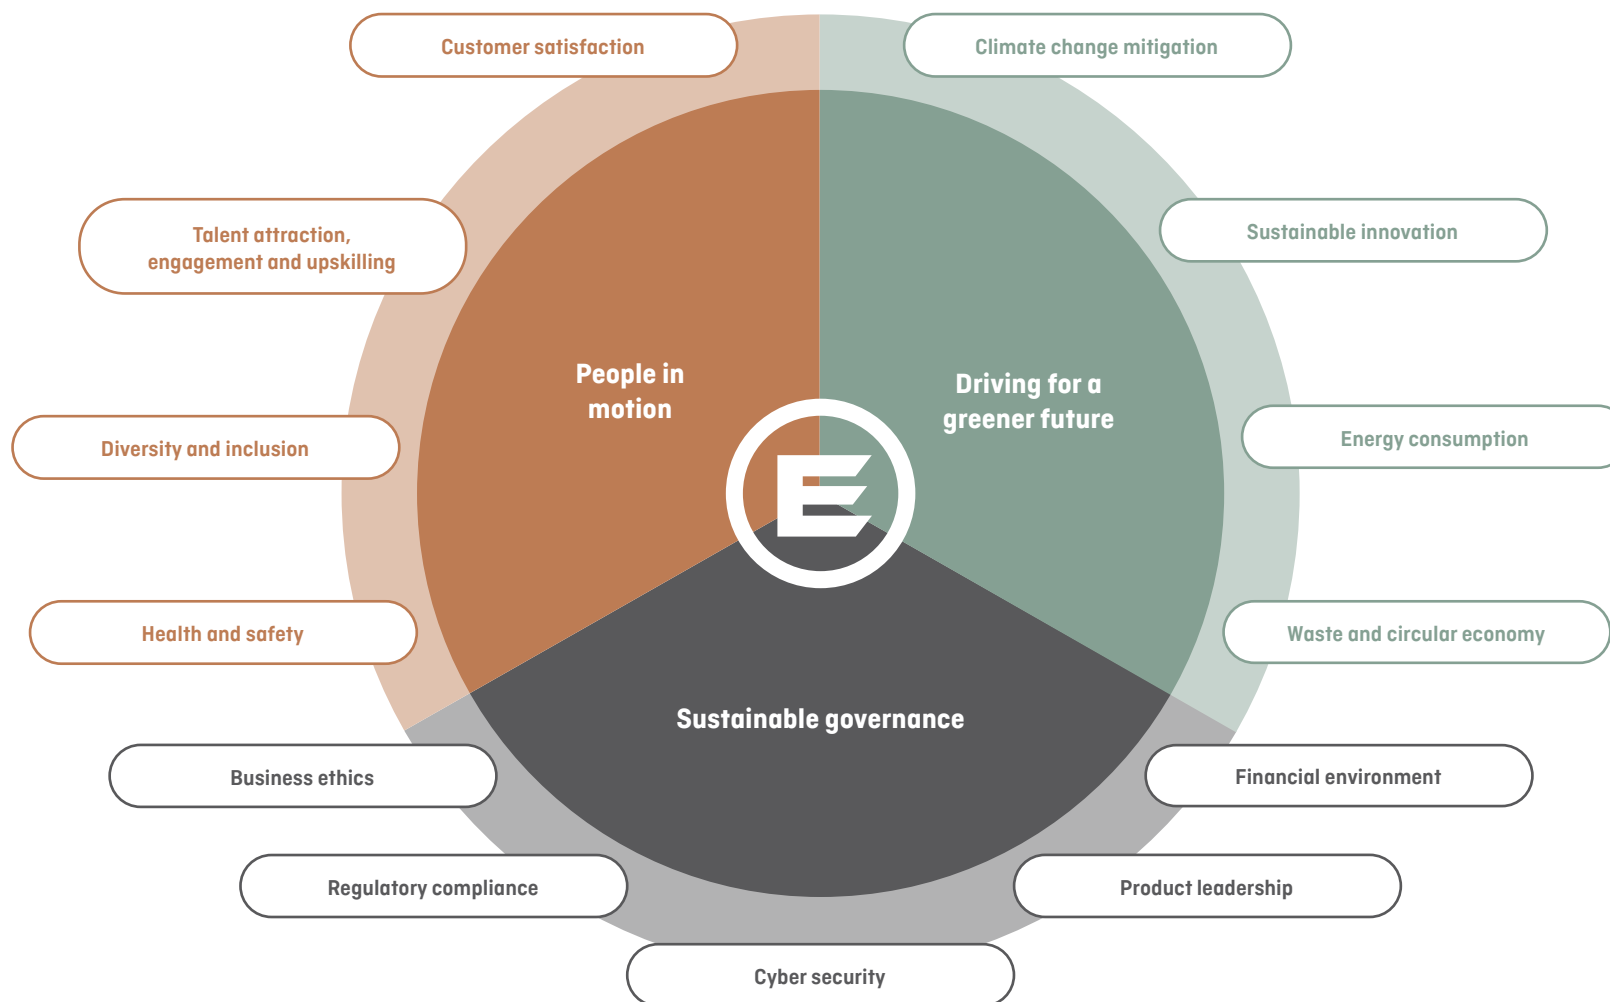 Customer satisfaction
Climate change mitigation
Talent attraction,
engagement and upskilling
Sustainable innovation
People in
motion
Driving for a
greener future
Diversity and inclusion
Energy consumption
E
Health and safety
Waste and circular economy
Sustainable governance
Business ethics
Financial environment
Regulatory compliance
Product leadership
Cyber security